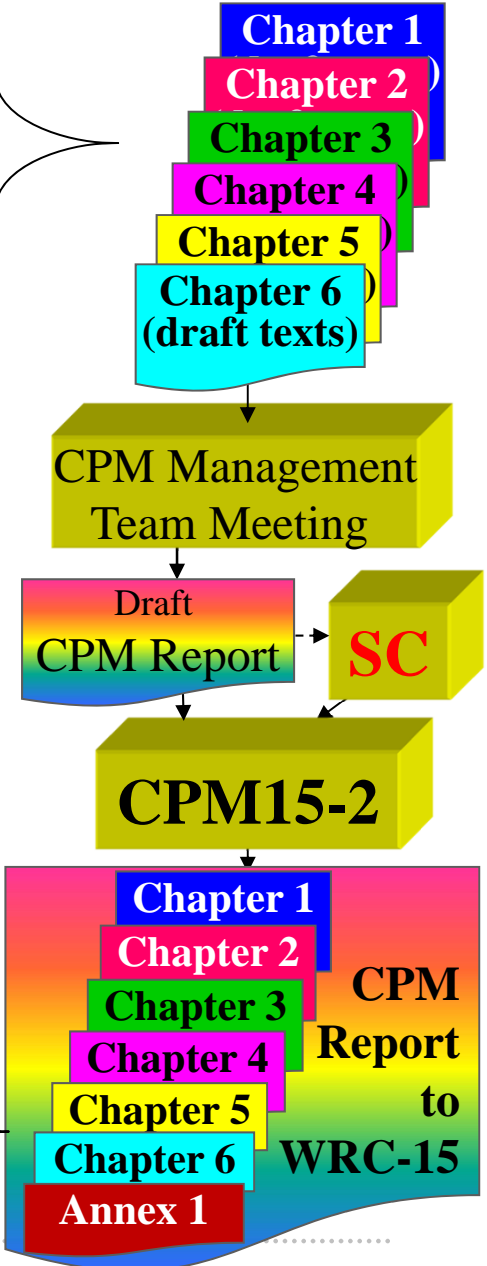 Chapter 1
)
Chapter 2
)
Chapter 3
)
Chapter 4
)
Chapter 5
)
Chapter 6
(draft texts)
CPM Management
Team Meeting
Draft
CPM Report
SC
CPM15-2
Chapter 1
Chapter 2
Chapter 3
Chapter 4
Chapter 5
Chapter 6
Annex 1
CPM
Report
to
WRC-15